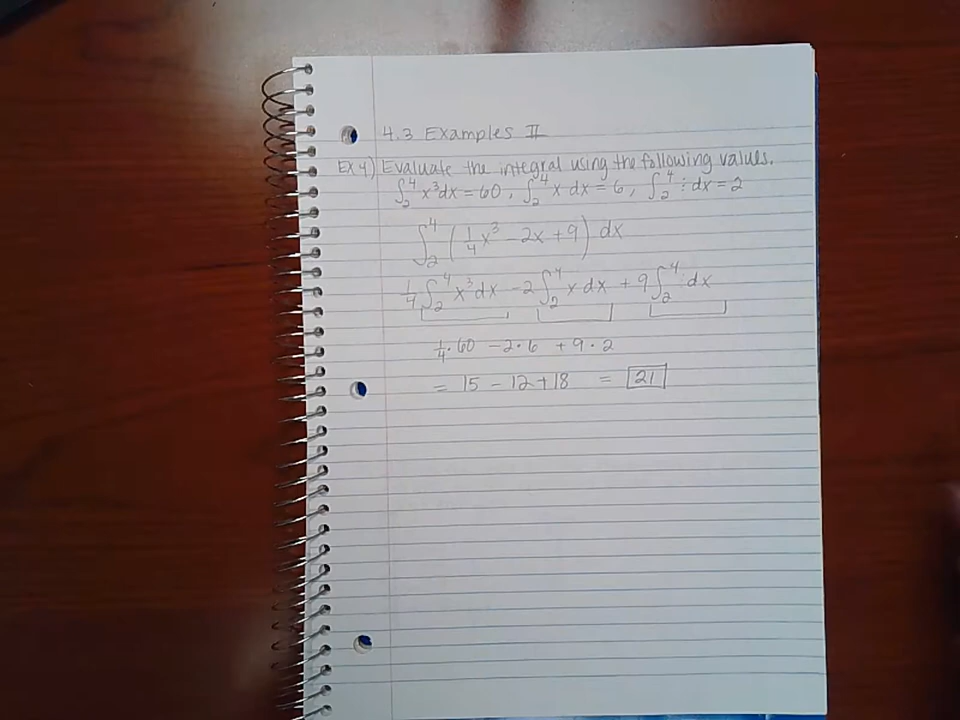 4.3 Examples II
EX 4) Evaluate the integral using the following values.
∫₂⁴ x³dx = 60, ∫₂⁴ x dx = 6, ∫₂⁴ dx = 2
∫₂⁴ (1/4 x³ - 2x + 9) dx
1/4 ∫₂⁴ x³dx - 2 ∫₂⁴ x dx + 9 ∫₂⁴ dx
1/4 · 60 - 2 · 6 + 9 · 2
= 15 - 12 + 18 = 21